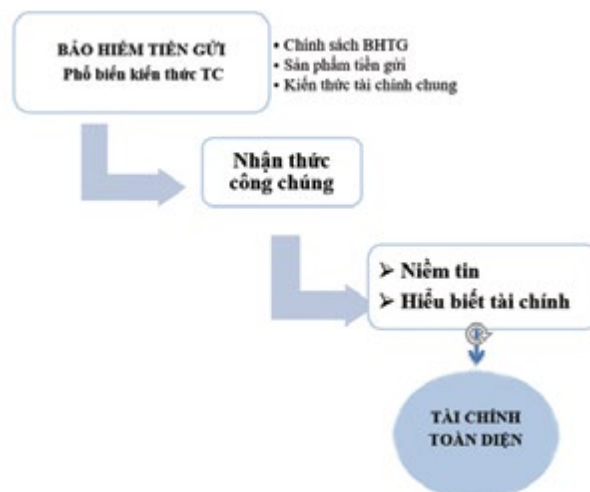 BẢO HIỂM TIỀN GỬI
Phổ biến kiến thức TC
• Chính sách BHTG
• Sản phẩm tiền gửi
• Kiến thức tài chính chung
Nhận thức
công chúng
➢ Niềm tin
➢ Hiểu biết tài chính
TÀI CHÍNH
TOÀN DIỆN